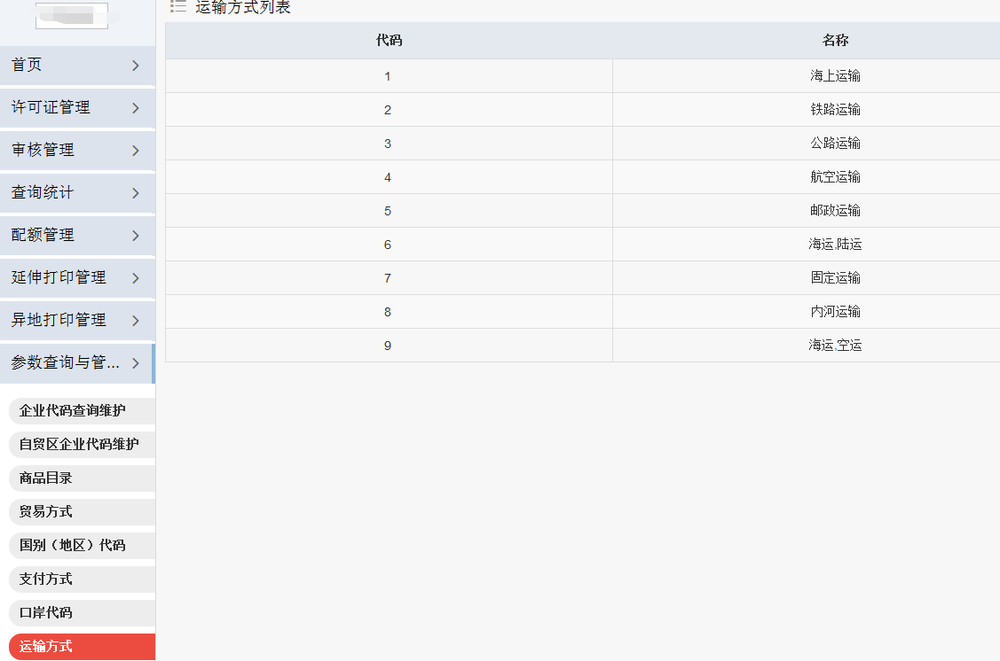 首页
许可证管理
审核管理
查询统计
配额管理
延伸打印管理
异地打印管理
参数查询与管...
企业代码查询维护
自贸区企业代码维护
商品目录
贸易方式
国别（地区）代码
支付方式
口岸代码
运输方式
运输方式列表
代码 名称
1 海上运输
2 铁路运输
3 公路运输
4 航空运输
5 邮政运输
6 海运,陆运
7 固定运输
8 内河运输
9 海运,空运